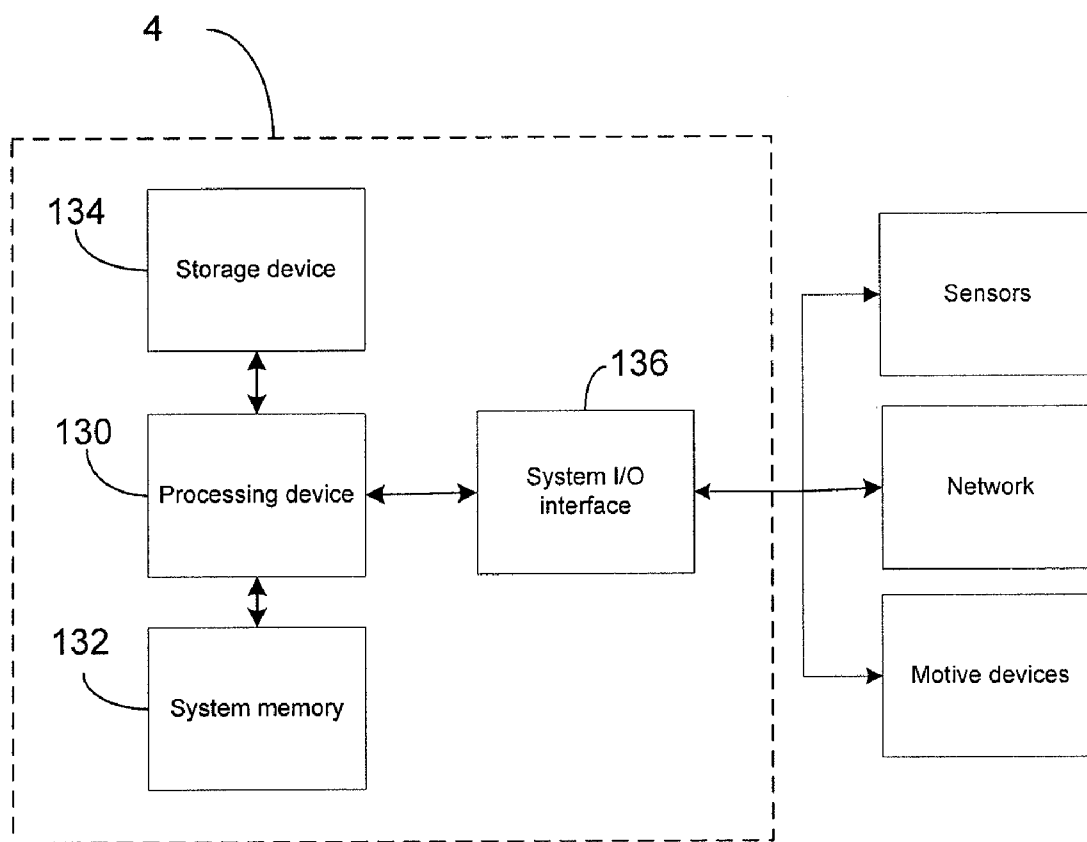 4
134
Storage device
Sensors
136
130
Processing device
System I/O
interface
Network
132
System memory
Motive devices